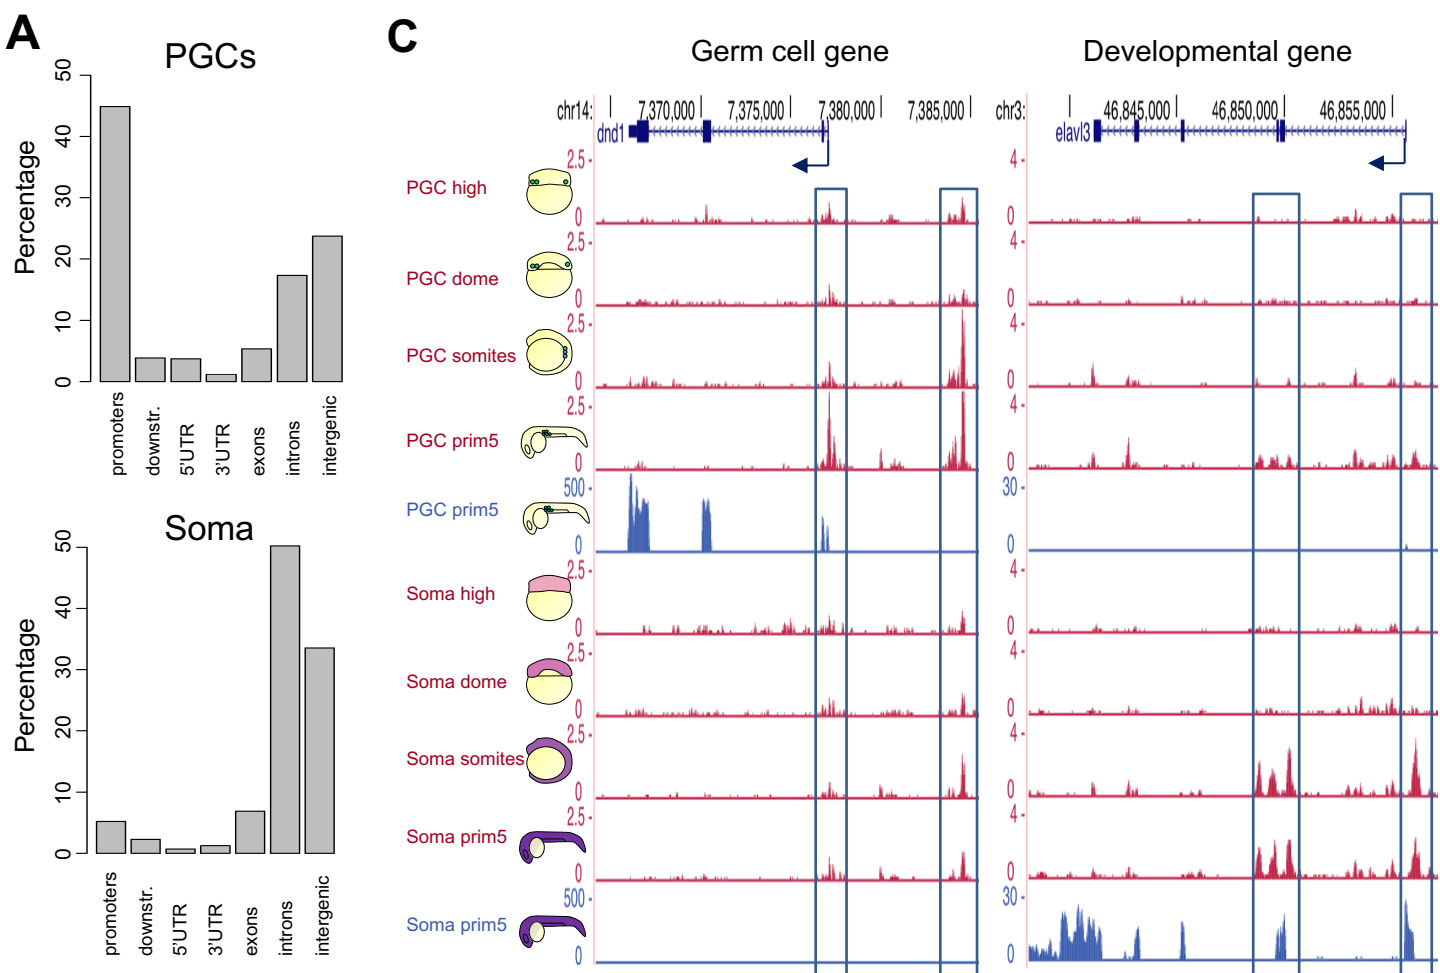 A
PGCs
Percentage
50
40
30
20
10
0
promoters
downstr.
5'UTR
3'UTR
exons
introns
intergenic
Soma
Percentage
50
40
30
20
10
0
promoters
downstr.
5'UTR
3'UTR
exons
introns
intergenic
C
Germ cell gene
Developmental gene
chr14: 7,370,000 7,375,000 7,380,000 7,385,000
chr3: 46,845,000 46,850,000 46,855,000
dnd1
elavl3
PGC high 2.5 0 4 0
PGC dome 2.5 0 4 0
PGC somites 2.5 0 4 0
PGC prim5 2.5 0 4 0
PGC prim5 500 0 30 0
Soma high 2.5 0 4 0
Soma dome 2.5 0 4 0
Soma somites 2.5 0 4 0
Soma prim5 2.5 0 4 0
Soma prim5 500 0 30 0